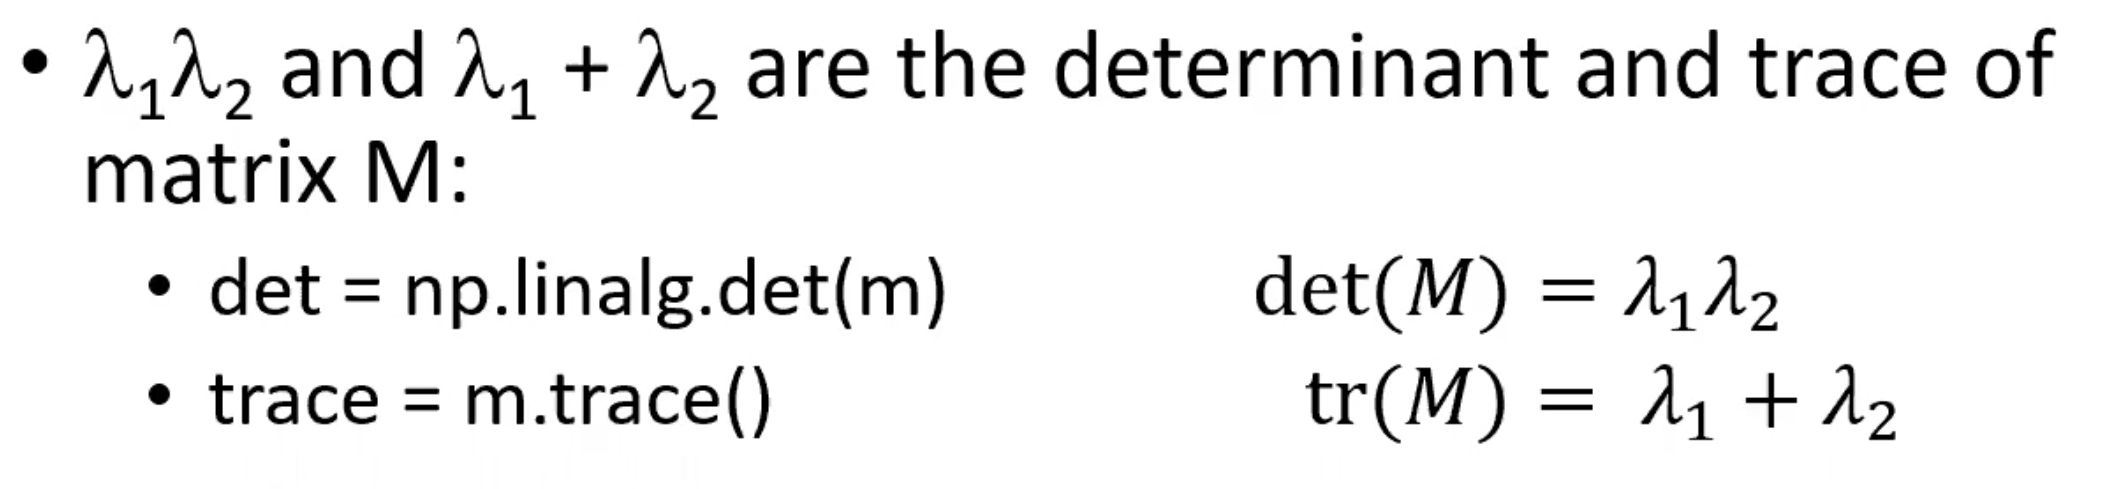 • λ₁λ₂ and λ₁ + λ₂ are the determinant and trace of
matrix M:
• det = np.linalg.det(m)
det(M) = λ₁λ₂
• trace = m.trace()
tr(M) = λ₁ + λ₂